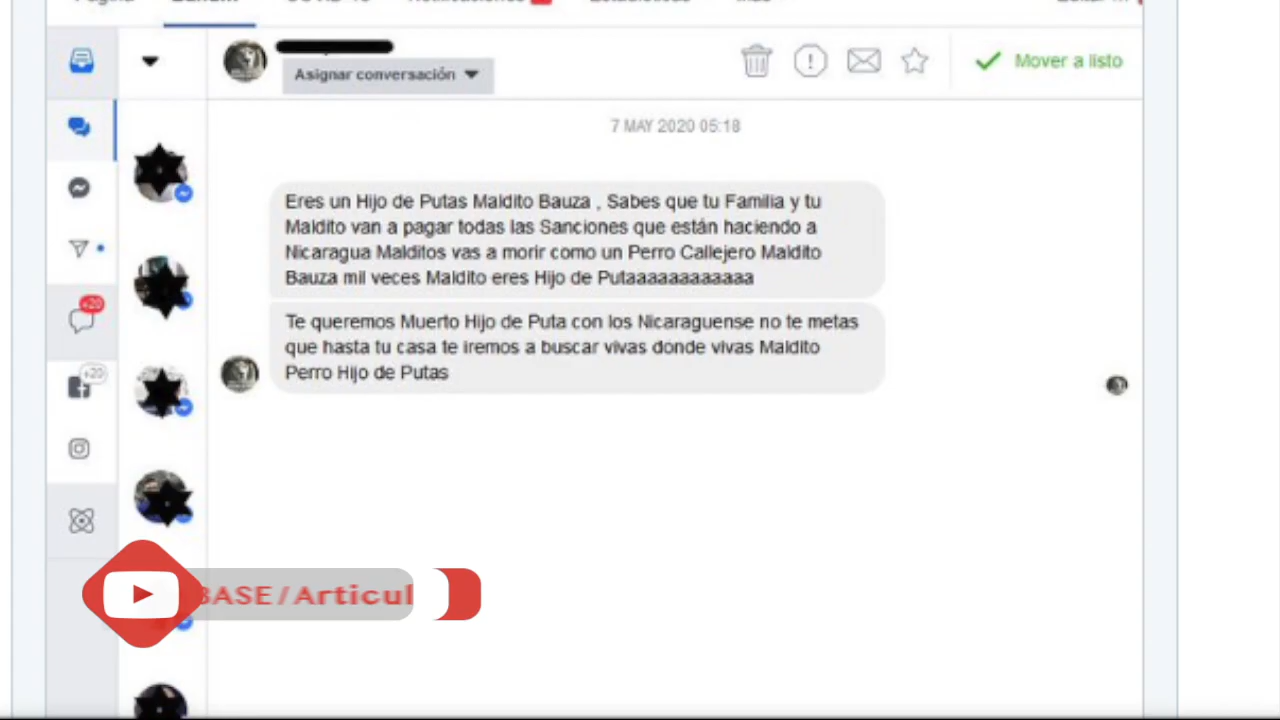 Asignar conversación
Mover a listo
7 MAY 2020 05:18
Eres un Hijo de Putas Maldito Bauza , Sabes que tu Familia y tu
Maldito van a pagar todas las Sanciones que están haciendo a
Nicaragua Malditos vas a morir como un Perro Callejero Maldito
Bauza mil veces Maldito eres Hijo de Putaaaaaaaaaaaa
Te queremos Muerto Hijo de Puta con los Nicaraguense no te metas
que hasta tu casa te iremos a buscar vivas donde vivas Maldito
Perro Hijo de Putas
+20
+20
BASE/Articul